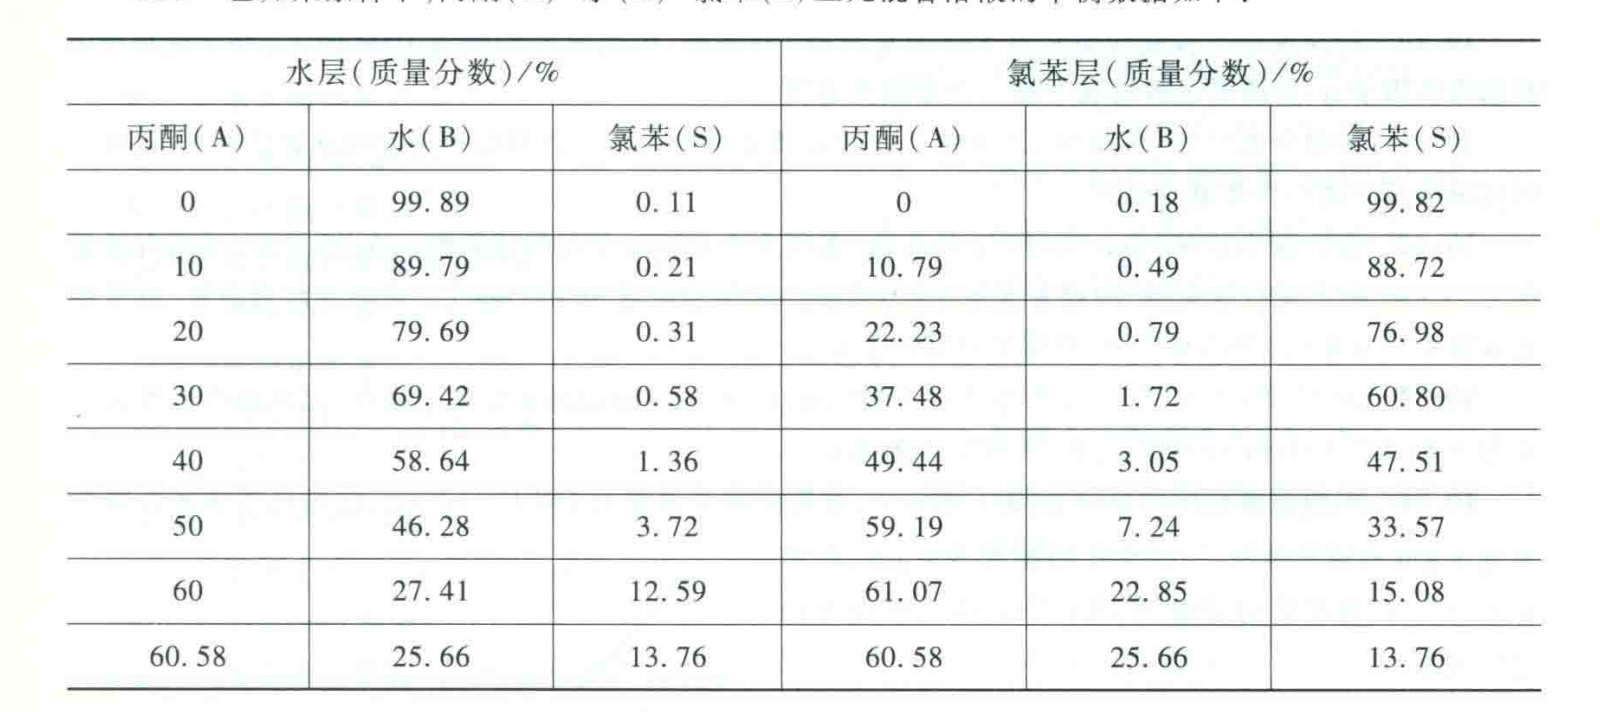 水层(质量分数)/% 氯苯层(质量分数)/%
丙酮(A) 水(B) 氯苯(S) 丙酮(A) 水(B) 氯苯(S)
0 99.89 0.11 0 0.18 99.82
10 89.79 0.21 10.79 0.49 88.72
20 79.69 0.31 22.23 0.79 76.98
30 69.42 0.58 37.48 1.72 60.80
40 58.64 1.36 49.44 3.05 47.51
50 46.28 3.72 59.19 7.24 33.57
60 27.41 12.59 61.07 22.85 15.08
60.58 25.66 13.76 60.58 25.66 13.76